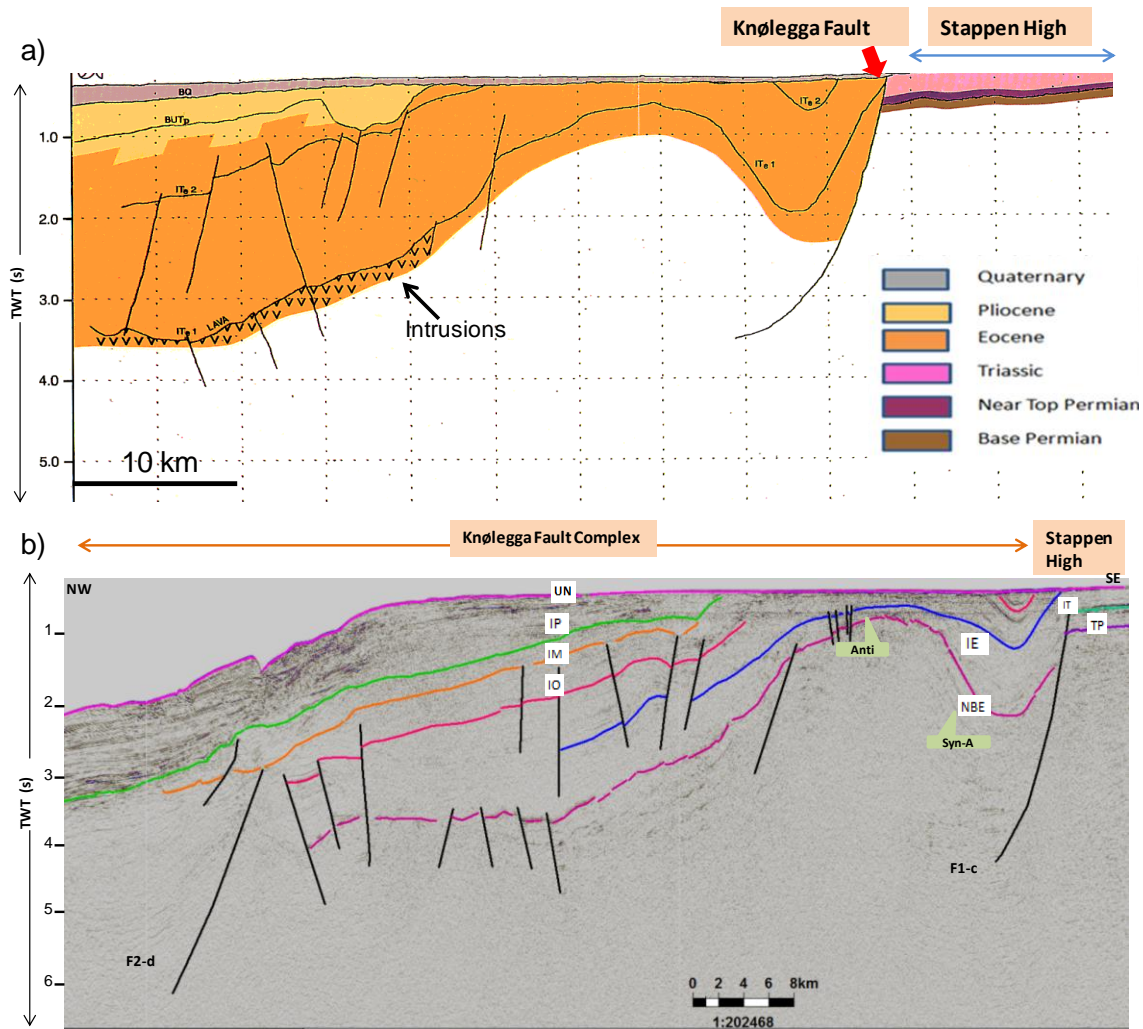 a)
Knølegga
Fault
Stappen High
BQ
BUTp
ITe 2
1.0
ITe 1
ITe 2
2.0
TWT (s)
3.0
LAVA
ITe 1
Intrusions
4.0
5.0
10 km
Quaternary
Pliocene
Eocene
Triassic
Near Top Permian
Base Permian
b)
Knølegga Fault Complex
Stappen
High
NW
SE
UN
IT
IP
TP
1
IM
Anti
IE
IO
2
NBE
Syn-A
3
TWT (s)
4
F1-c
5
F2-d
6
0 2 4 6 8km
1:202468